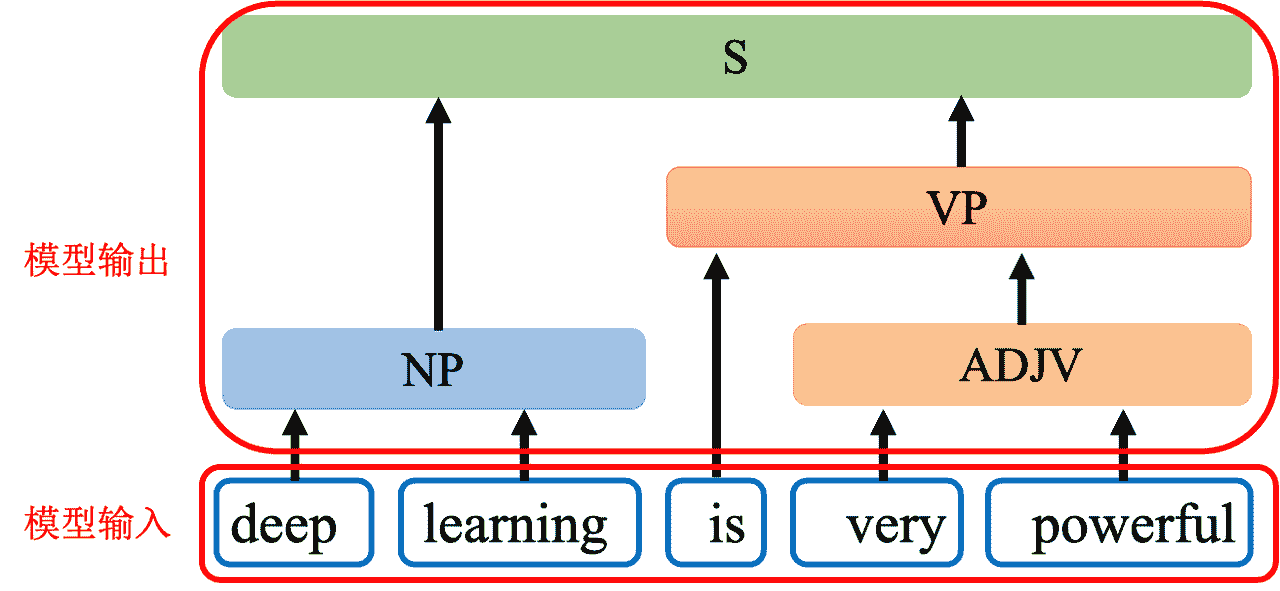 S
VP
模型输出
NP
ADJV
模型输入
deep learning is very powerful